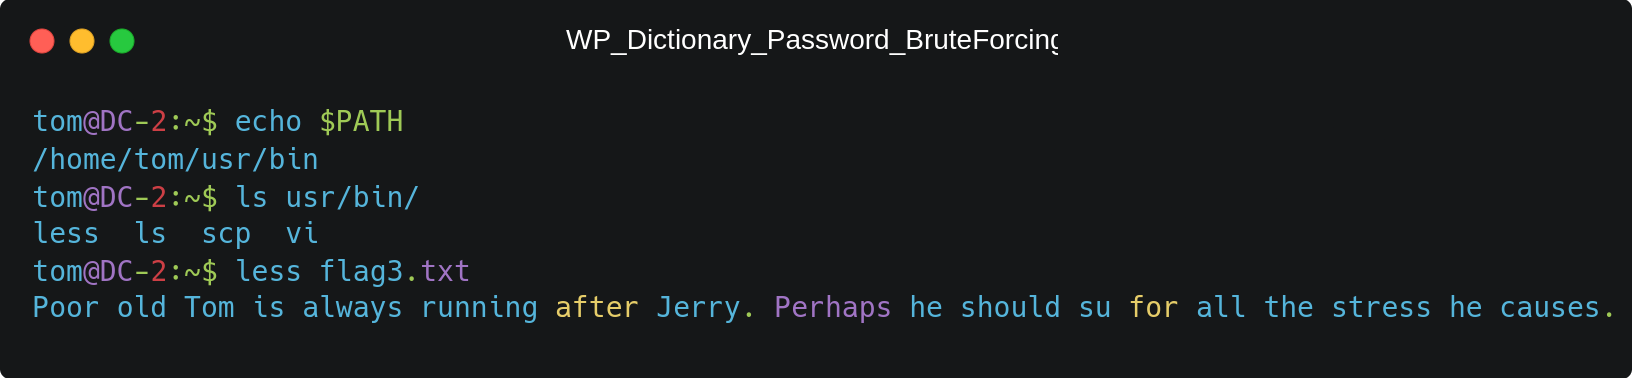 WP_Dictionary_Password_BruteForcing
tom@DC-2:~$ echo $PATH
/home/tom/usr/bin
tom@DC-2:~$ ls usr/bin/
less  ls  scp  vi
tom@DC-2:~$ less flag3.txt
Poor old Tom is always running after Jerry. Perhaps he should su for all the stress he causes.